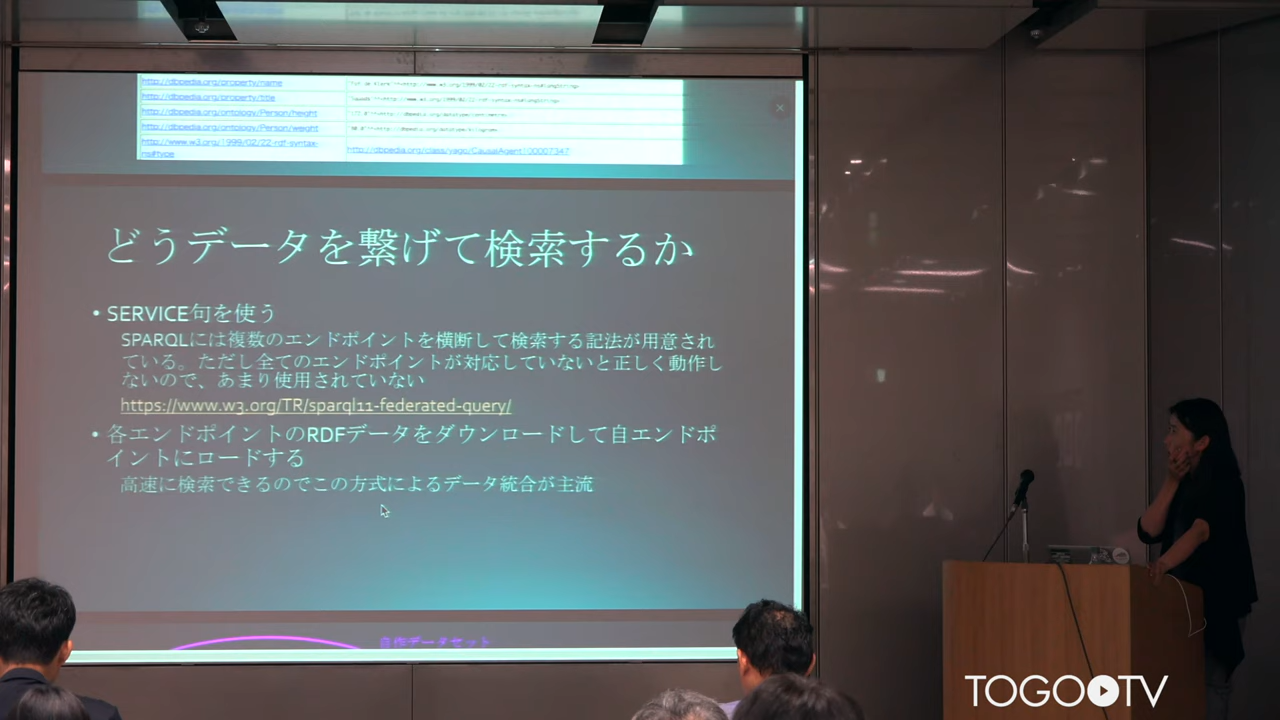 http://dbpedia.org/property/name
http://dbpedia.org/property/title
http://dbpedia.org/ontology/Person/height
http://dbpedia.org/ontology/Person/weight
http://www.w3.org/1999/02/22-rdf-syntax-
ns#type
http://dbpedia.org/class/yago/CausalAgent100007347
どうデータを繋げて検索するか
• SERVICE句を使う
SPARQLには複数のエンドポイントを横断して検索する記法が用意され
ている。ただし全てのエンドポイントが対応していないと正しく動作し
ないので、あまり使用されていない
https://www.w3.org/TR/sparql11-federated-query/
• 各エンドポイントのRDFデータをダウンロードして自エンドポ
イントにロードする
高速に検索できるのでこの方式によるデータ統合が主流
自作データセット
TOGO TV